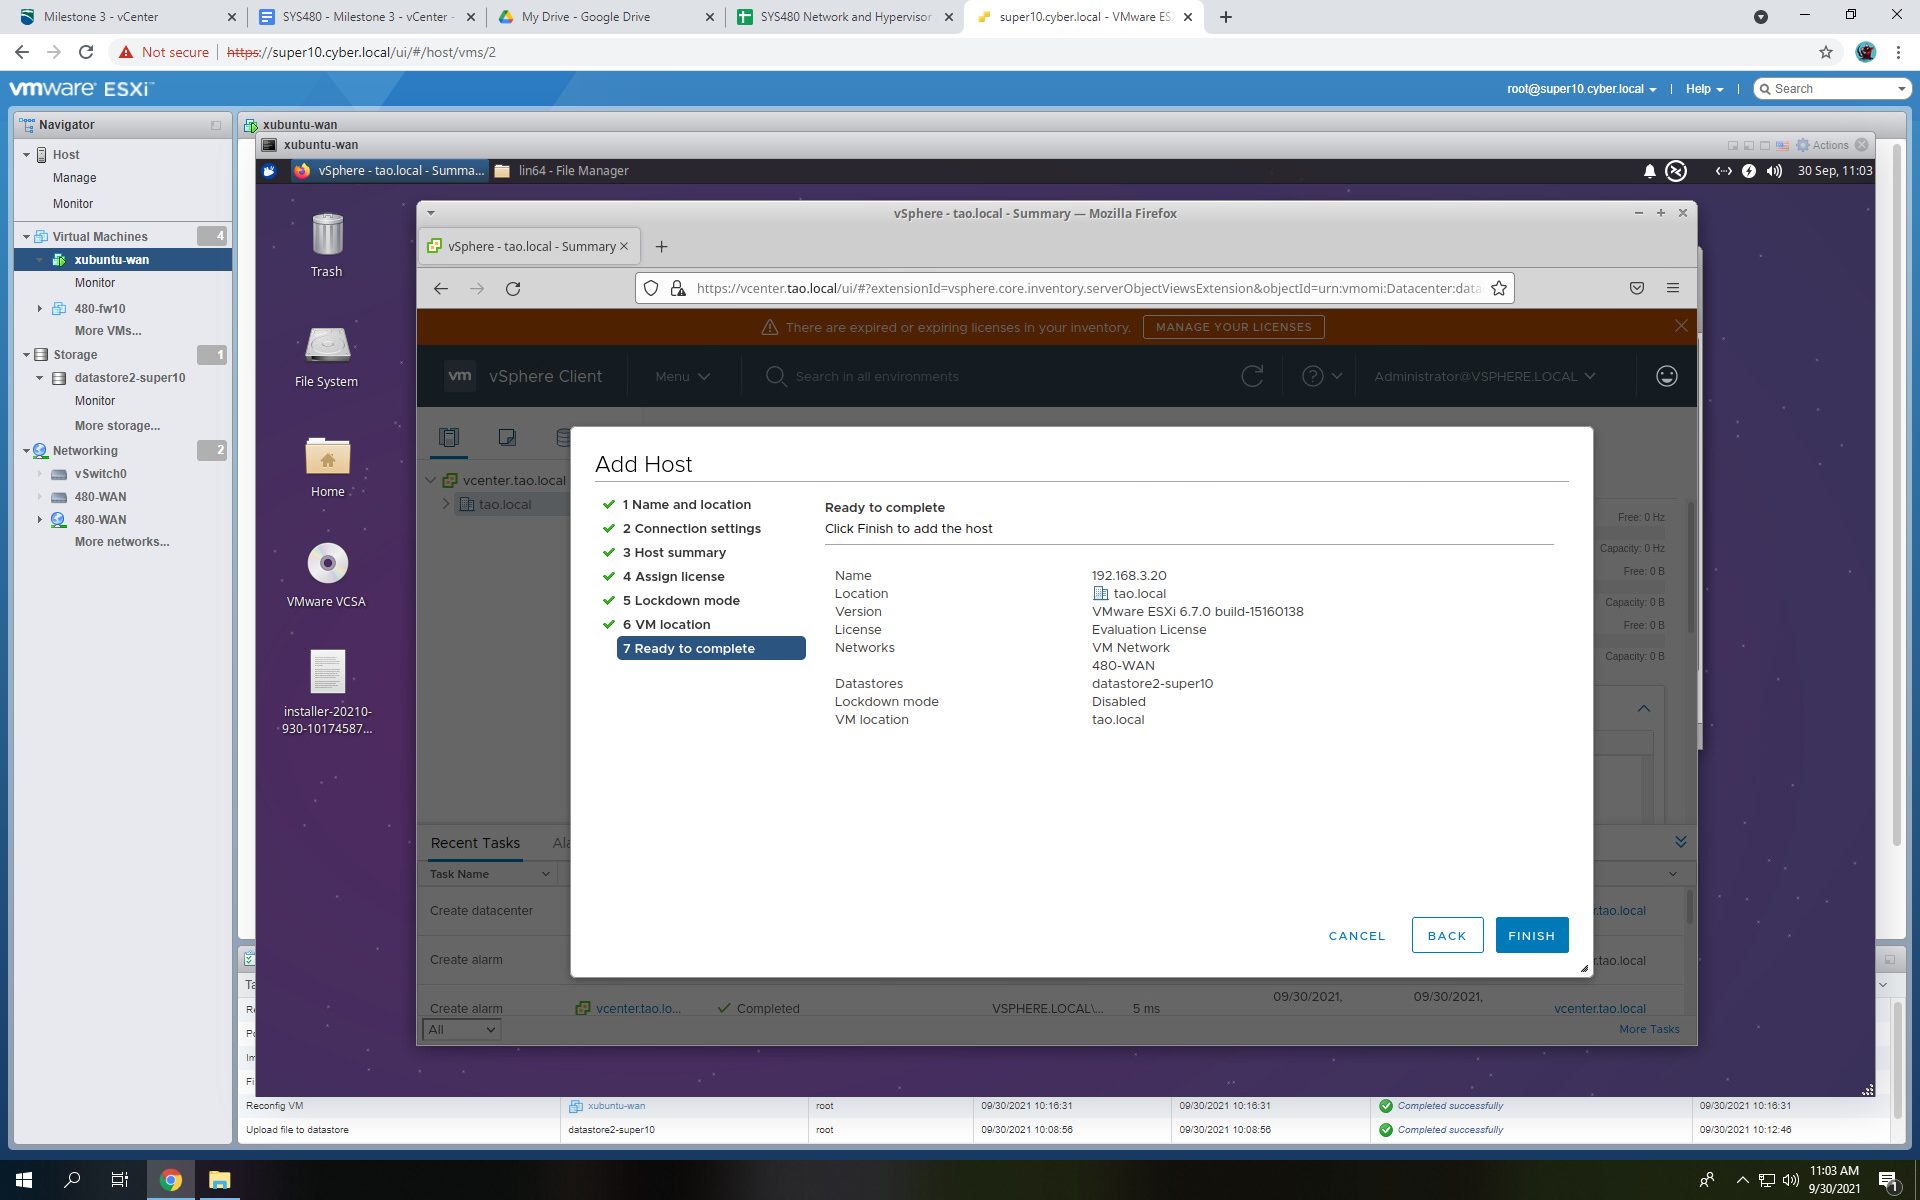 Milestone 3 - vCenter
SYS480 - Milestone 3 - vCenter -
My Drive - Google Drive
SYS480 Network and Hypervisor
super10.cyber.local - VMware ES
Not secure
https://super10.cyber.local/ui/#/host/vms/2
vmware ESXi
root@super10.cyber.local
Help
Search
Navigator
Host
Manage
Monitor
Virtual Machines
4
xubuntu-wan
Monitor
480-fw10
More VMs...
Storage
1
datastore2-super10
Monitor
More storage...
Networking
2
vSwitch0
480-WAN
480-WAN
More networks...
xubuntu-wan
xubuntu-wan
Actions
vSphere - tao.local - Summa...
lin64 - File Manager
30 Sep, 11:03
Trash
File System
Home
VMware VCSA
installer-20210-
930-10174587...
vSphere - tao.local - Summary — Mozilla Firefox
vSphere - tao.local - Summary
https://vcenter.tao.local/ui/#?extensionId=vsphere.core.inventory.serverObjectViewsExtension&objectId=urn:vmomi:Datacenter:data
There are expired or expiring licenses in your inventory.
MANAGE YOUR LICENSES
vm
vSphere Client
Menu
Search in all environments
Administrator@VSPHERE.LOCAL
vcenter.tao.local
tao.local
Free: 0 Hz
Capacity: 0 Hz
Free: 0 B
Capacity: 0 B
Free: 0 B
Capacity: 0 B
Add Host
1 Name and location
2 Connection settings
3 Host summary
4 Assign license
5 Lockdown mode
6 VM location
7 Ready to complete
Ready to complete
Click Finish to add the host
Name 192.168.3.20
Location tao.local
Version VMware ESXi 6.7.0 build-15160138
License Evaluation License
Networks VM Network
480-WAN
Datastores datastore2-super10
Lockdown mode Disabled
VM location tao.local
CANCEL
BACK
FINISH
Recent Tasks
Ala
Task Name
Create datacenter
r.tao.local
Create alarm
r.tao.local
Create alarm vcenter.tao.lo... Completed VSPHERE.LOCAL\... 5 ms 09/30/2021, 09/30/2021, vcenter.tao.local
All
More Tasks
Ta
Re
Po
Im
Fi
Reconfig VM xubuntu-wan root 09/30/2021 10:16:31 09/30/2021 10:16:31 Completed successfully 09/30/2021 10:16:31
Upload file to datastore datastore2-super10 root 09/30/2021 10:08:56 09/30/2021 10:08:56 Completed successfully 09/30/2021 10:12:46
11:03 AM
9/30/2021
1